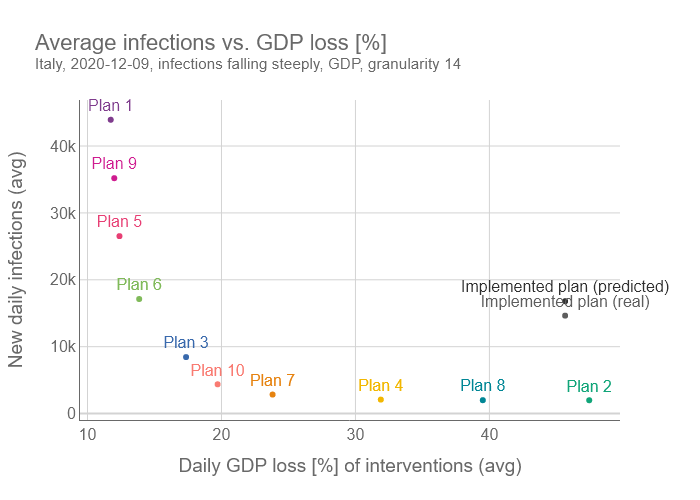 Average infections vs. GDP loss [%]
Italy, 2020-12-09, infections falling steeply, GDP, granularity 14
Plan 1
40k
Plan 9
Plan 5
30k
Plan 6
20k
Implemented plan (predicted)
Implemented plan (real)
Plan 3
10k
Plan 10
Plan 7
Plan 4
Plan 8
Plan 2
0
10
20
30
40
New daily infections (avg)
Daily GDP loss [%] of interventions (avg)